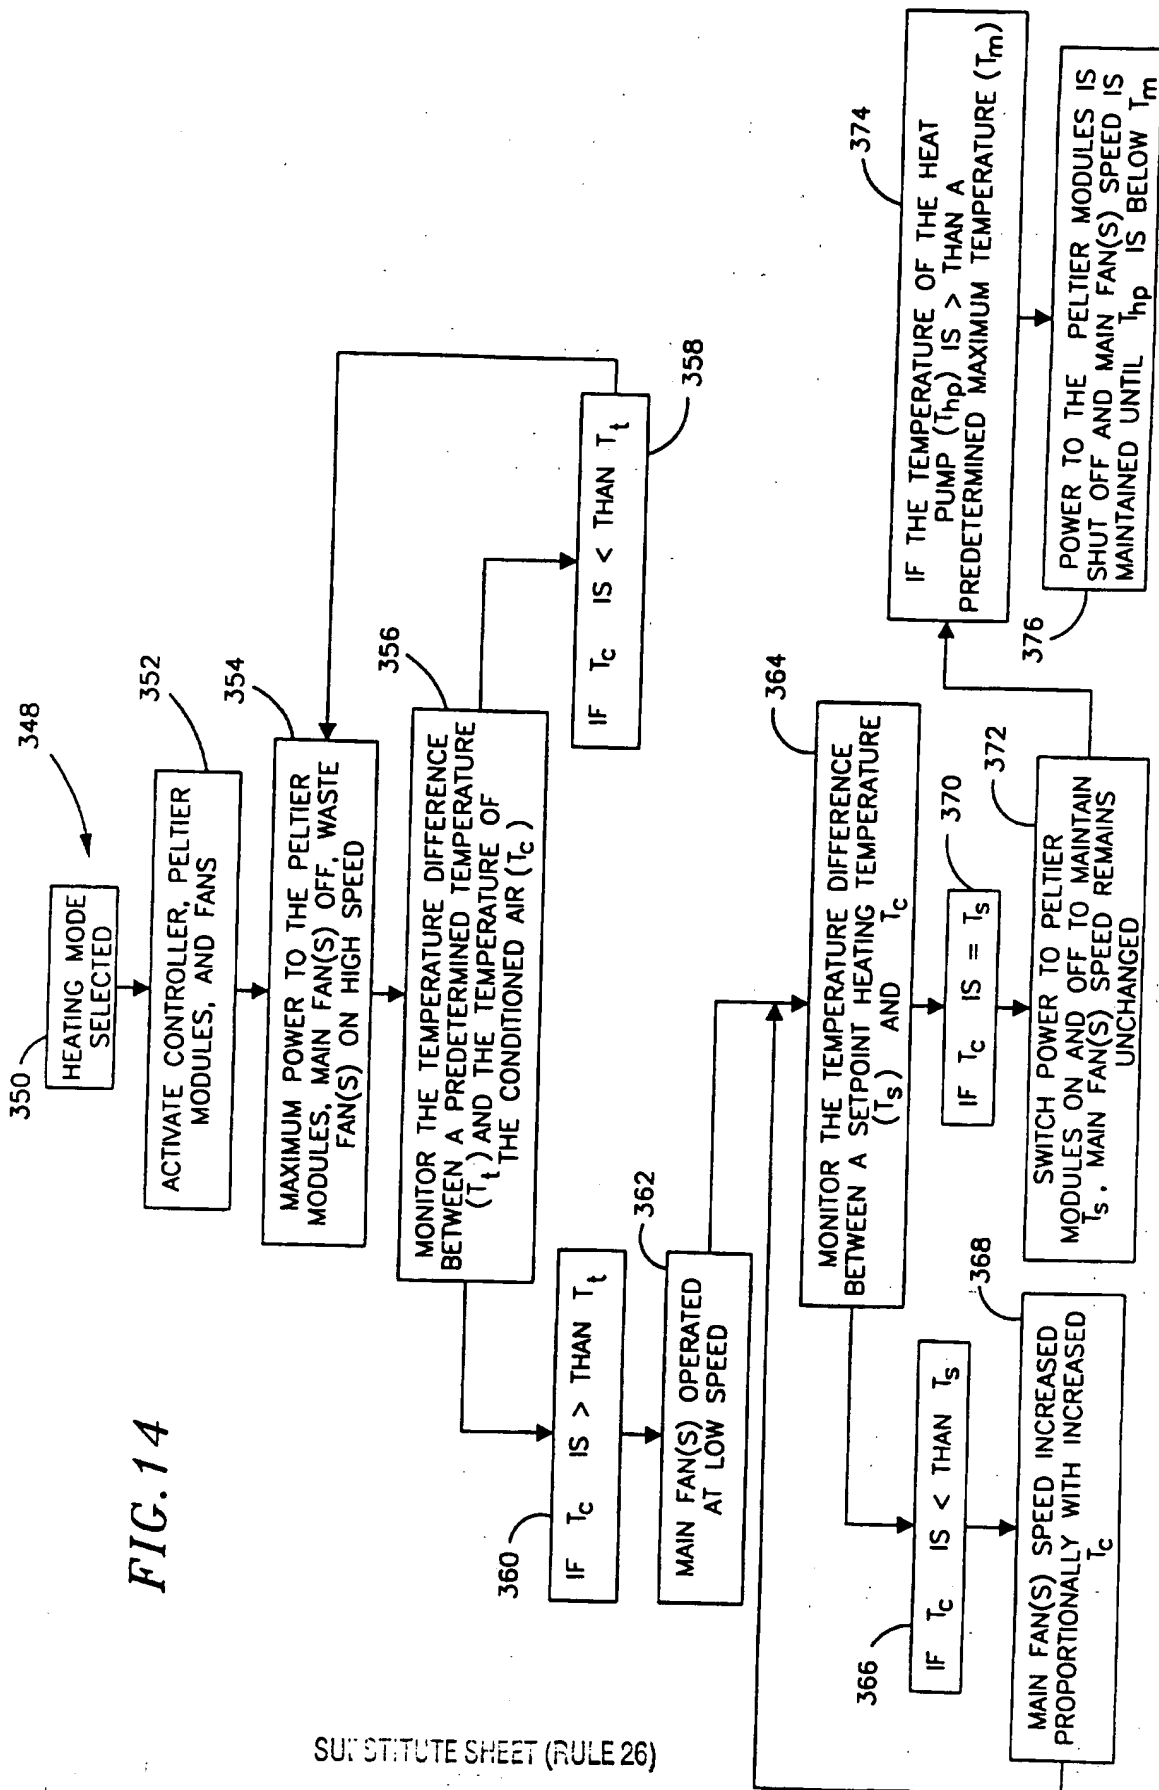 FIG.14
348
350
HEATING MODE
SELECTED
352
ACTIVATE CONTROLLER, PELTIER
MODULES, AND FANS
354
MAXIMUM POWER TO THE PELTIER
MODULES, MAIN FAN(S) OFF, WASTE
FAN(S) ON HIGH SPEED
356
MONITOR THE TEMPERATURE DIFFERENCE
BETWEEN A PREDETERMINED TEMPERATURE
(Tt) AND THE TEMPERATURE OF
THE CONDITIONED AIR (Tc)
358
IF Tc IS < THAN Tt
360
IF Tc IS > THAN Tt
362
MAIN FAN(S) OPERATED
AT LOW SPEED
364
MONITOR THE TEMPERATURE DIFFERENCE
BETWEEN A SETPOINT HEATING TEMPERATURE
(Ts) AND Tc
366
IF Tc IS < THAN Ts
368
MAIN FAN(S) SPEED INCREASED
PROPORTIONALLY WITH INCREASED
Tc
370
IF Tc IS = Ts
372
SWITCH POWER TO PELTIER
MODULES ON AND OFF TO MAINTAIN
Ts. MAIN FAN(S) SPEED REMAINS
UNCHANGED
374
IF THE TEMPERATURE OF THE HEAT
PUMP (Thp) IS > THAN A
PREDETERMINED MAXIMUM TEMPERATURE (Tm)
376
POWER TO THE PELTIER MODULES IS
SHUT OFF AND MAIN FAN(S) SPEED IS
MAINTAINED UNTIL Thp IS BELOW Tm
SUBSTITUTE SHEET (RULE 26)